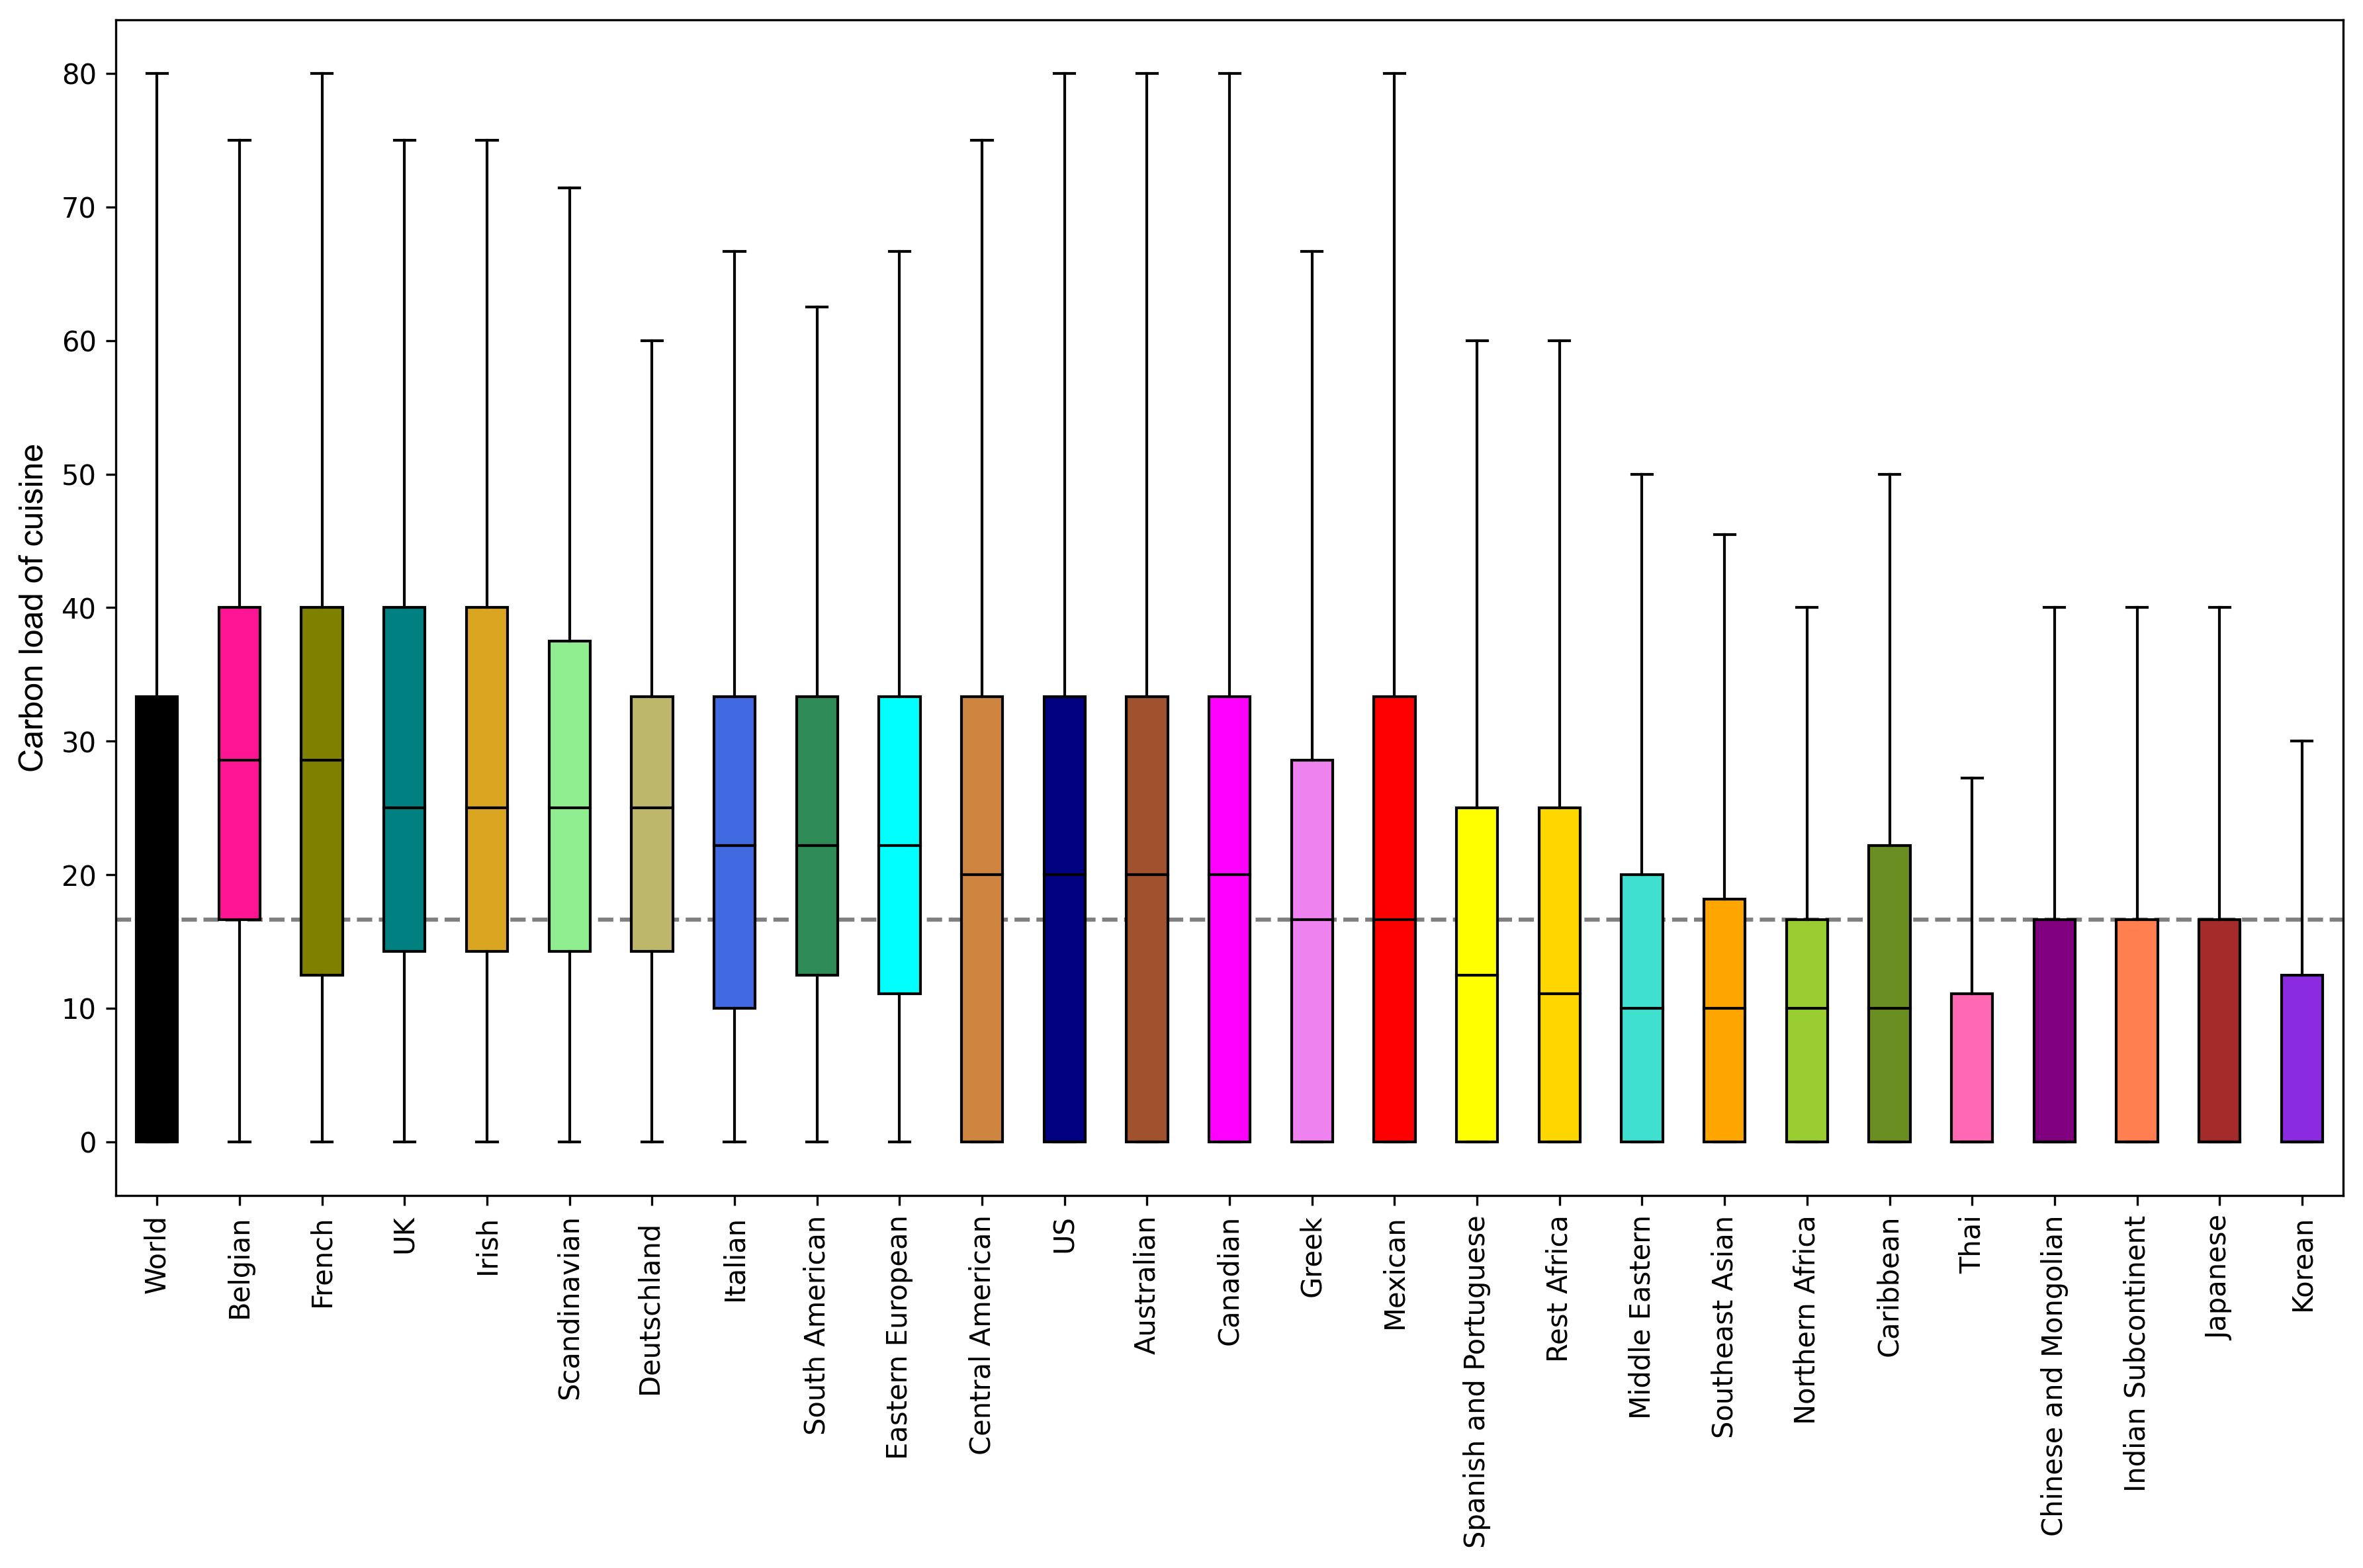 Carbon load of cuisine
80
70
60
50
40
30
20
10
0
World
Belgian
French
UK
Irish
Scandinavian
Deutschland
Italian
South American
Eastern European
Central American
US
Australian
Canadian
Greek
Mexican
Spanish and Portuguese
Rest Africa
Middle Eastern
Southeast Asian
Northern Africa
Caribbean
Thai
Chinese and Mongolian
Indian Subcontinent
Japanese
Korean